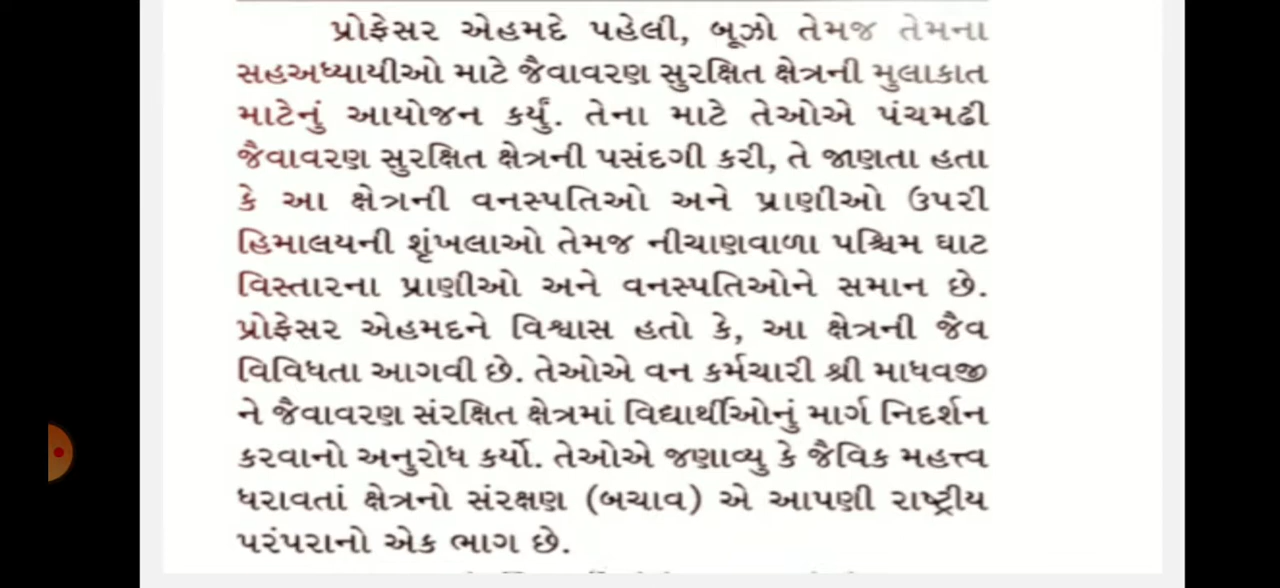 પ્રોફેસર એહમદે પહેલી, બૂઝો તેમજ તેમના
સહઅધ્યાયીઓ માટે જૈવાવરણ સુરક્ષિત ક્ષેત્રની મુલાકાત
માટેનું આયોજન કર્યું. તેના માટે તેઓએ પંચમઢી
જૈવાવરણ સુરક્ષિત ક્ષેત્રની પસંદગી કરી, તે જાણતા હતા
કે આ ક્ષેત્રની વનસ્પતિઓ અને પ્રાણીઓ ઉપરી
હિમાલયની શૃંખલાઓ તેમજ નીચાણવાળા પશ્ચિમ ઘાટ
વિસ્તારના પ્રાણીઓ અને વનસ્પતિઓને સમાન છે.
પ્રોફેસર એહમદને વિશ્વાસ હતો કે, આ ક્ષેત્રની જૈવ
વિવિધતા આગવી છે. તેઓએ વન કર્મચારી શ્રી માધવજી
ને જૈવાવરણ સંરક્ષિત ક્ષેત્રમાં વિદ્યાર્થીઓનું માર્ગ નિદર્શન
કરવાનો અનુરોધ કર્યો. તેઓએ જણાવ્યુ કે જૈવિક મહત્ત્વ
ધરાવતાં ક્ષેત્રનો સંરક્ષણ (બચાવ) એ આપણી રાષ્ટ્રીય
પરંપરાનો એક ભાગ છે.